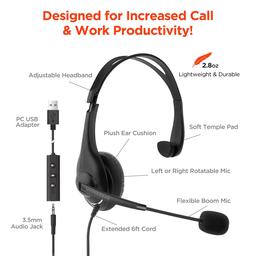 Designed for Increased Call
& Work Productivity!
2.8oz
Lightweight & Durable
Adjustable Headband
PC USB
Adapter
Plush Ear Cushion
Soft Temple Pad
Left or Right Rotatable Mic
Flexible Boom Mic
3.5mm
Audio Jack
Extended 6ft Cord